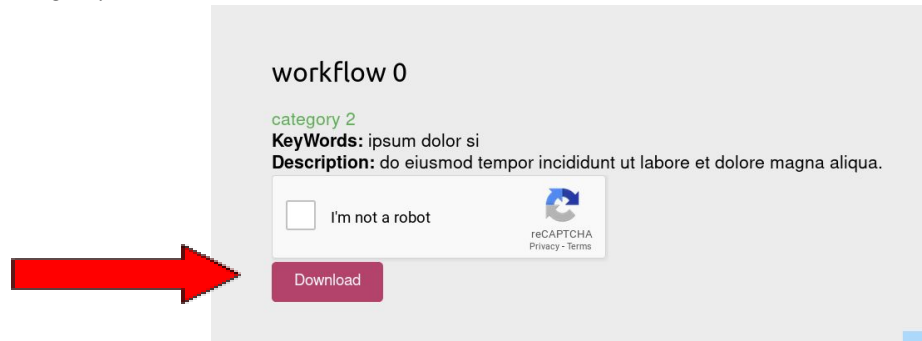 workflow 0
category 2
KeyWords: ipsum dolor si
Description: do eiusmod tempor incididunt ut labore et dolore magna aliqua.
I'm not a robot
reCAPTCHA
Privacy - Terms
Download